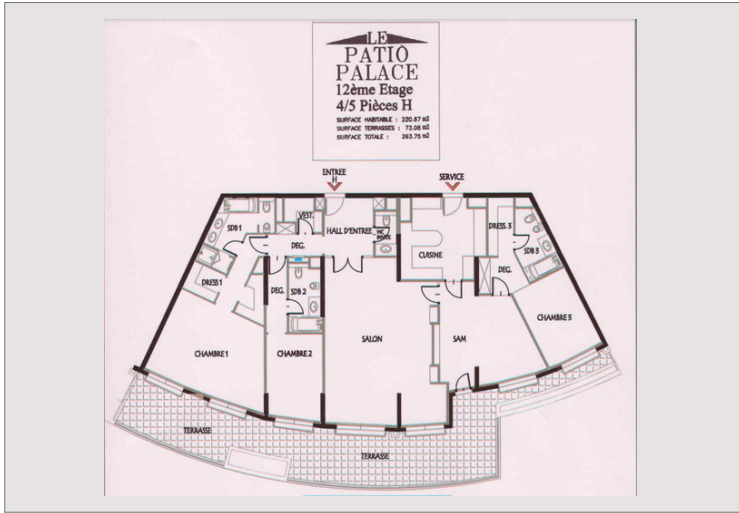 LE
PATIO
PALACE
12ème Etage
4/5 Pièces H
SURFACE HABITABLE : 220.67 m2
SURFACE TERRASSES : 73.08 m2
SURFACE TOTALE : 293.75 m2
ENTREE
H
SERVICE
SDB 1
VEST.
HALL D'ENTREE
WC
INVITE
CUISINE
DRESS. 3
SDB 3
DEG.
DEG.
DRESS 1
DEG.
SDB 2
CHAMBRE 3
CHAMBRE 1
CHAMBRE 2
SALON
SAM
TERRASSE
TERRASSE